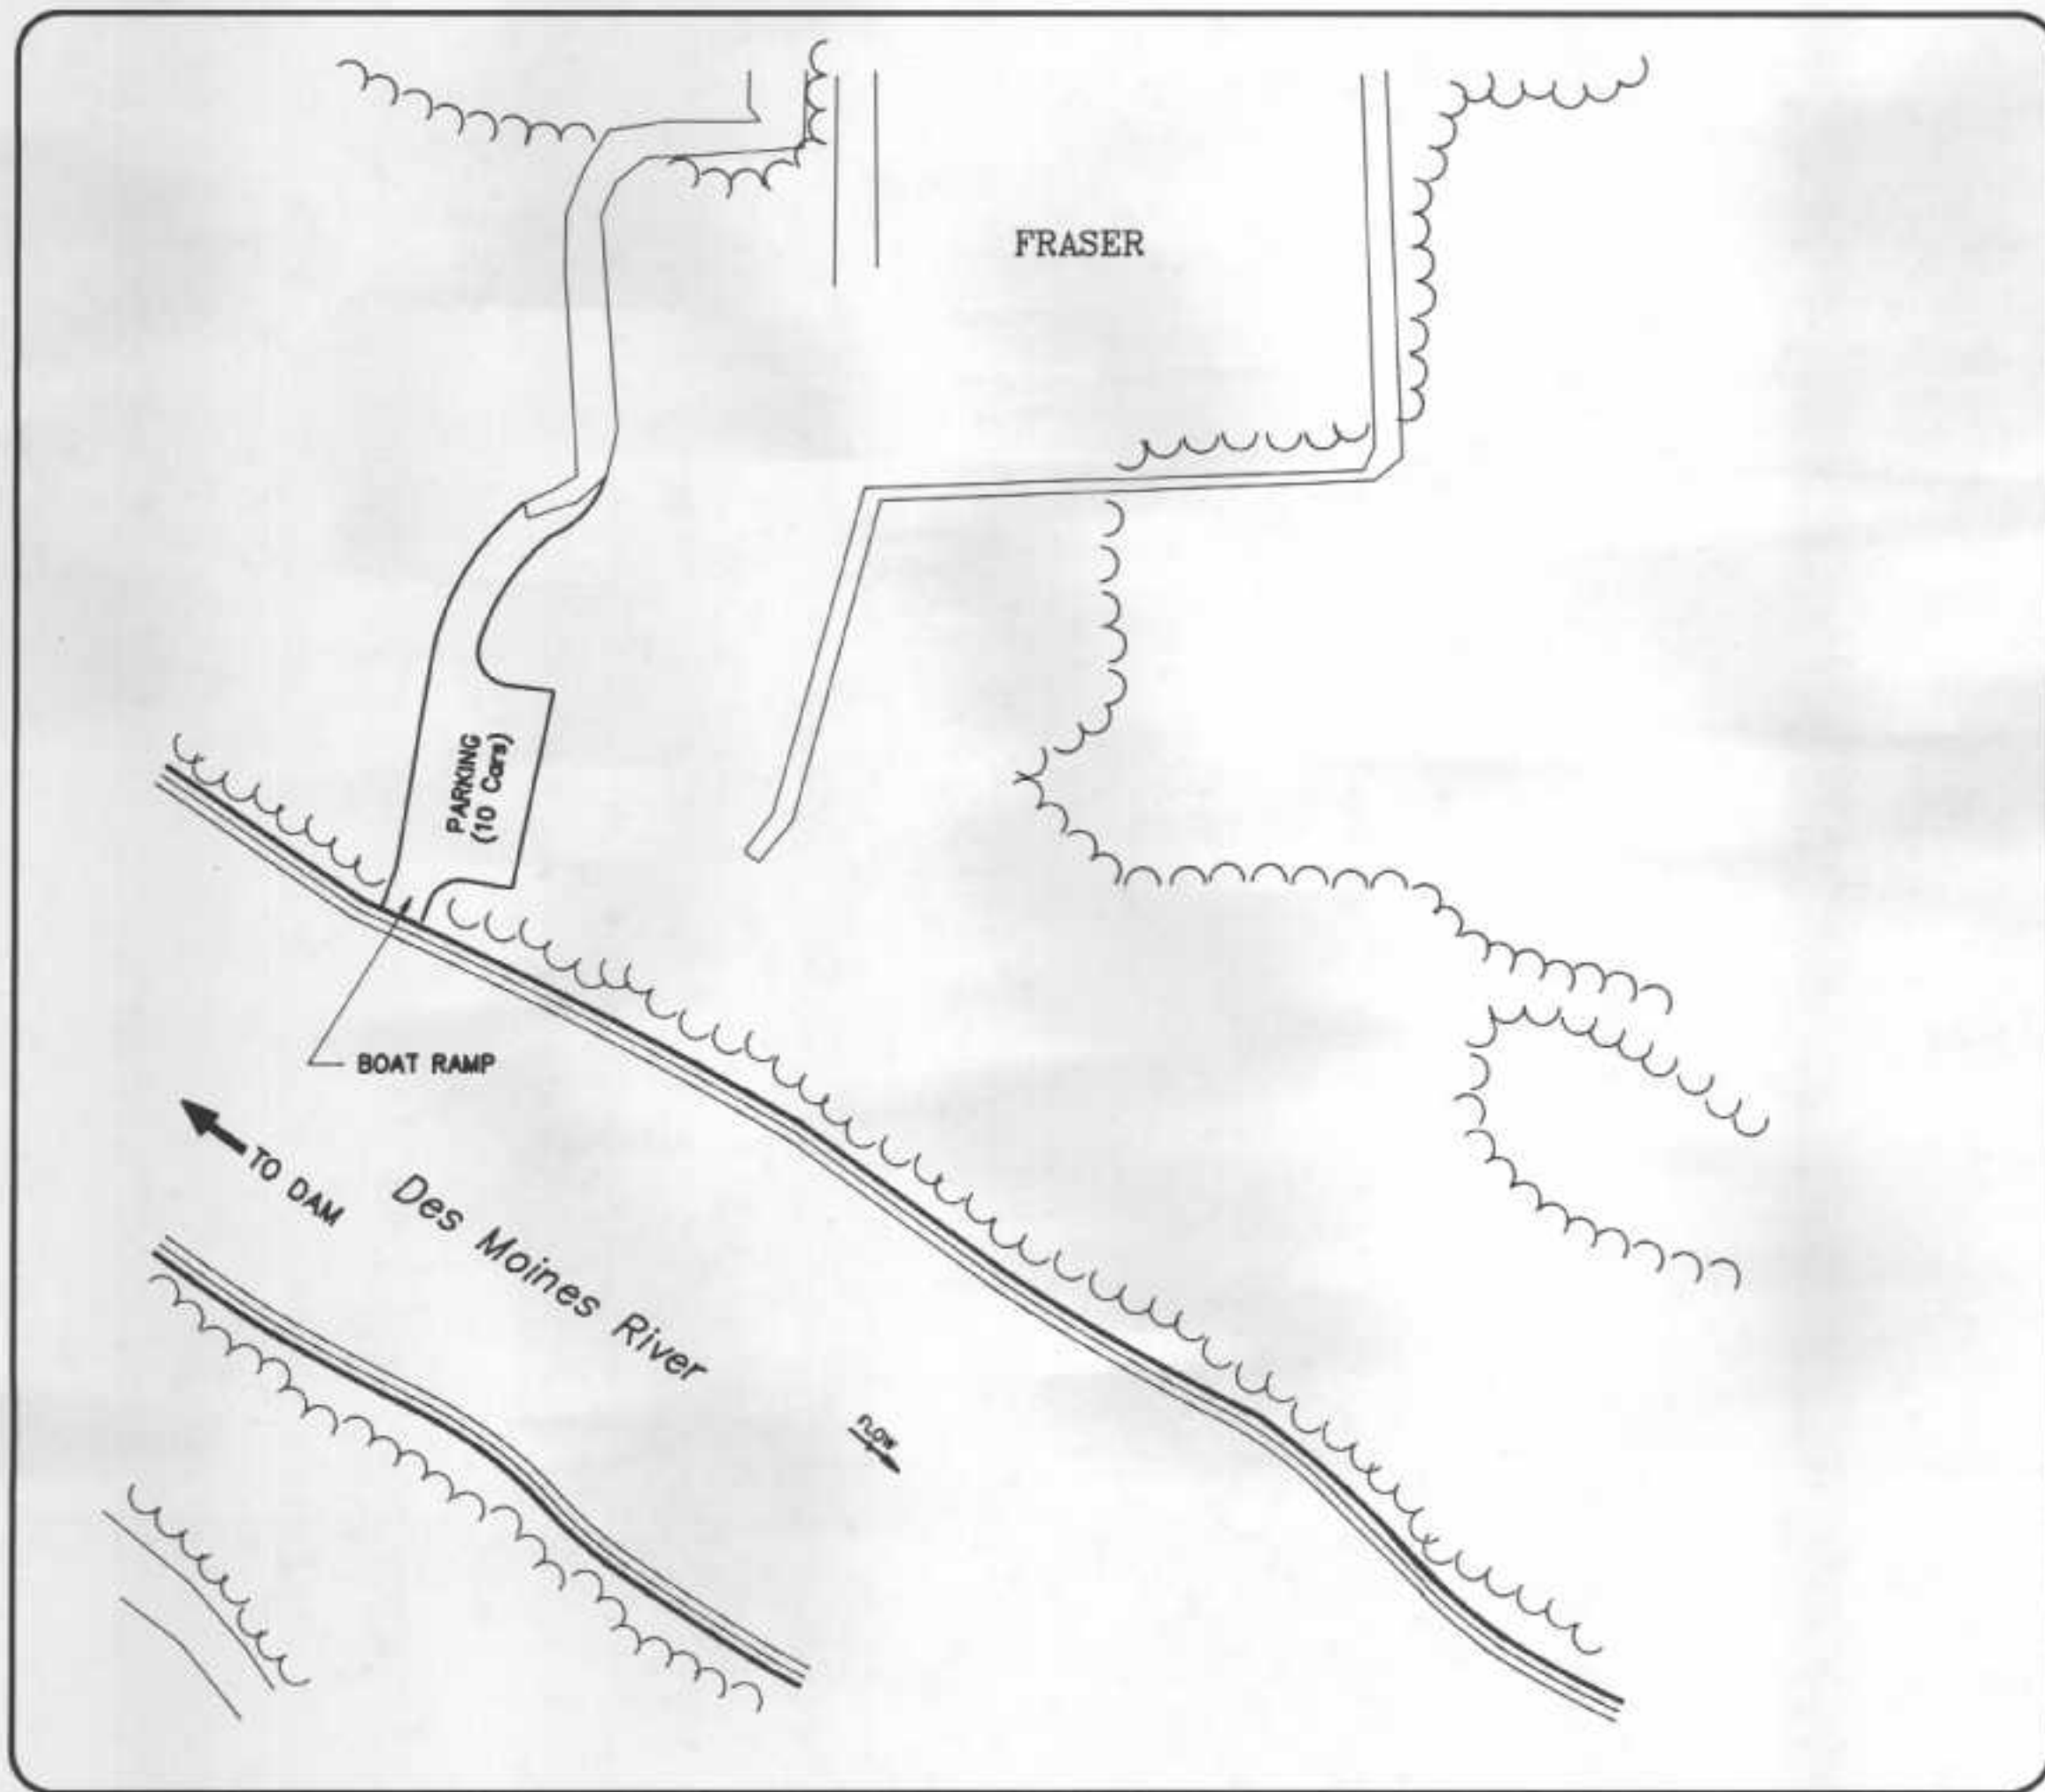 FRASER
PARKING
(10 Cars)
BOAT RAMP
TO DAM
Des Moines River
FLOW